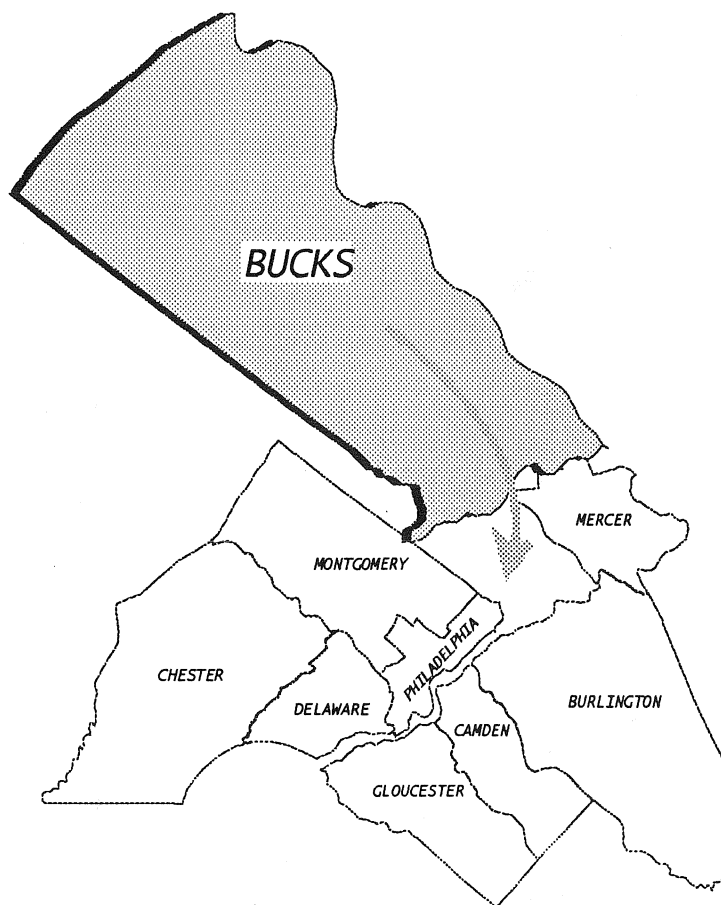 BUCKS
MERCER
MONTGOMERY
PHILADELPHIA
CHESTER
DELAWARE
BURLINGTON
CAMDEN
GLOUCESTER